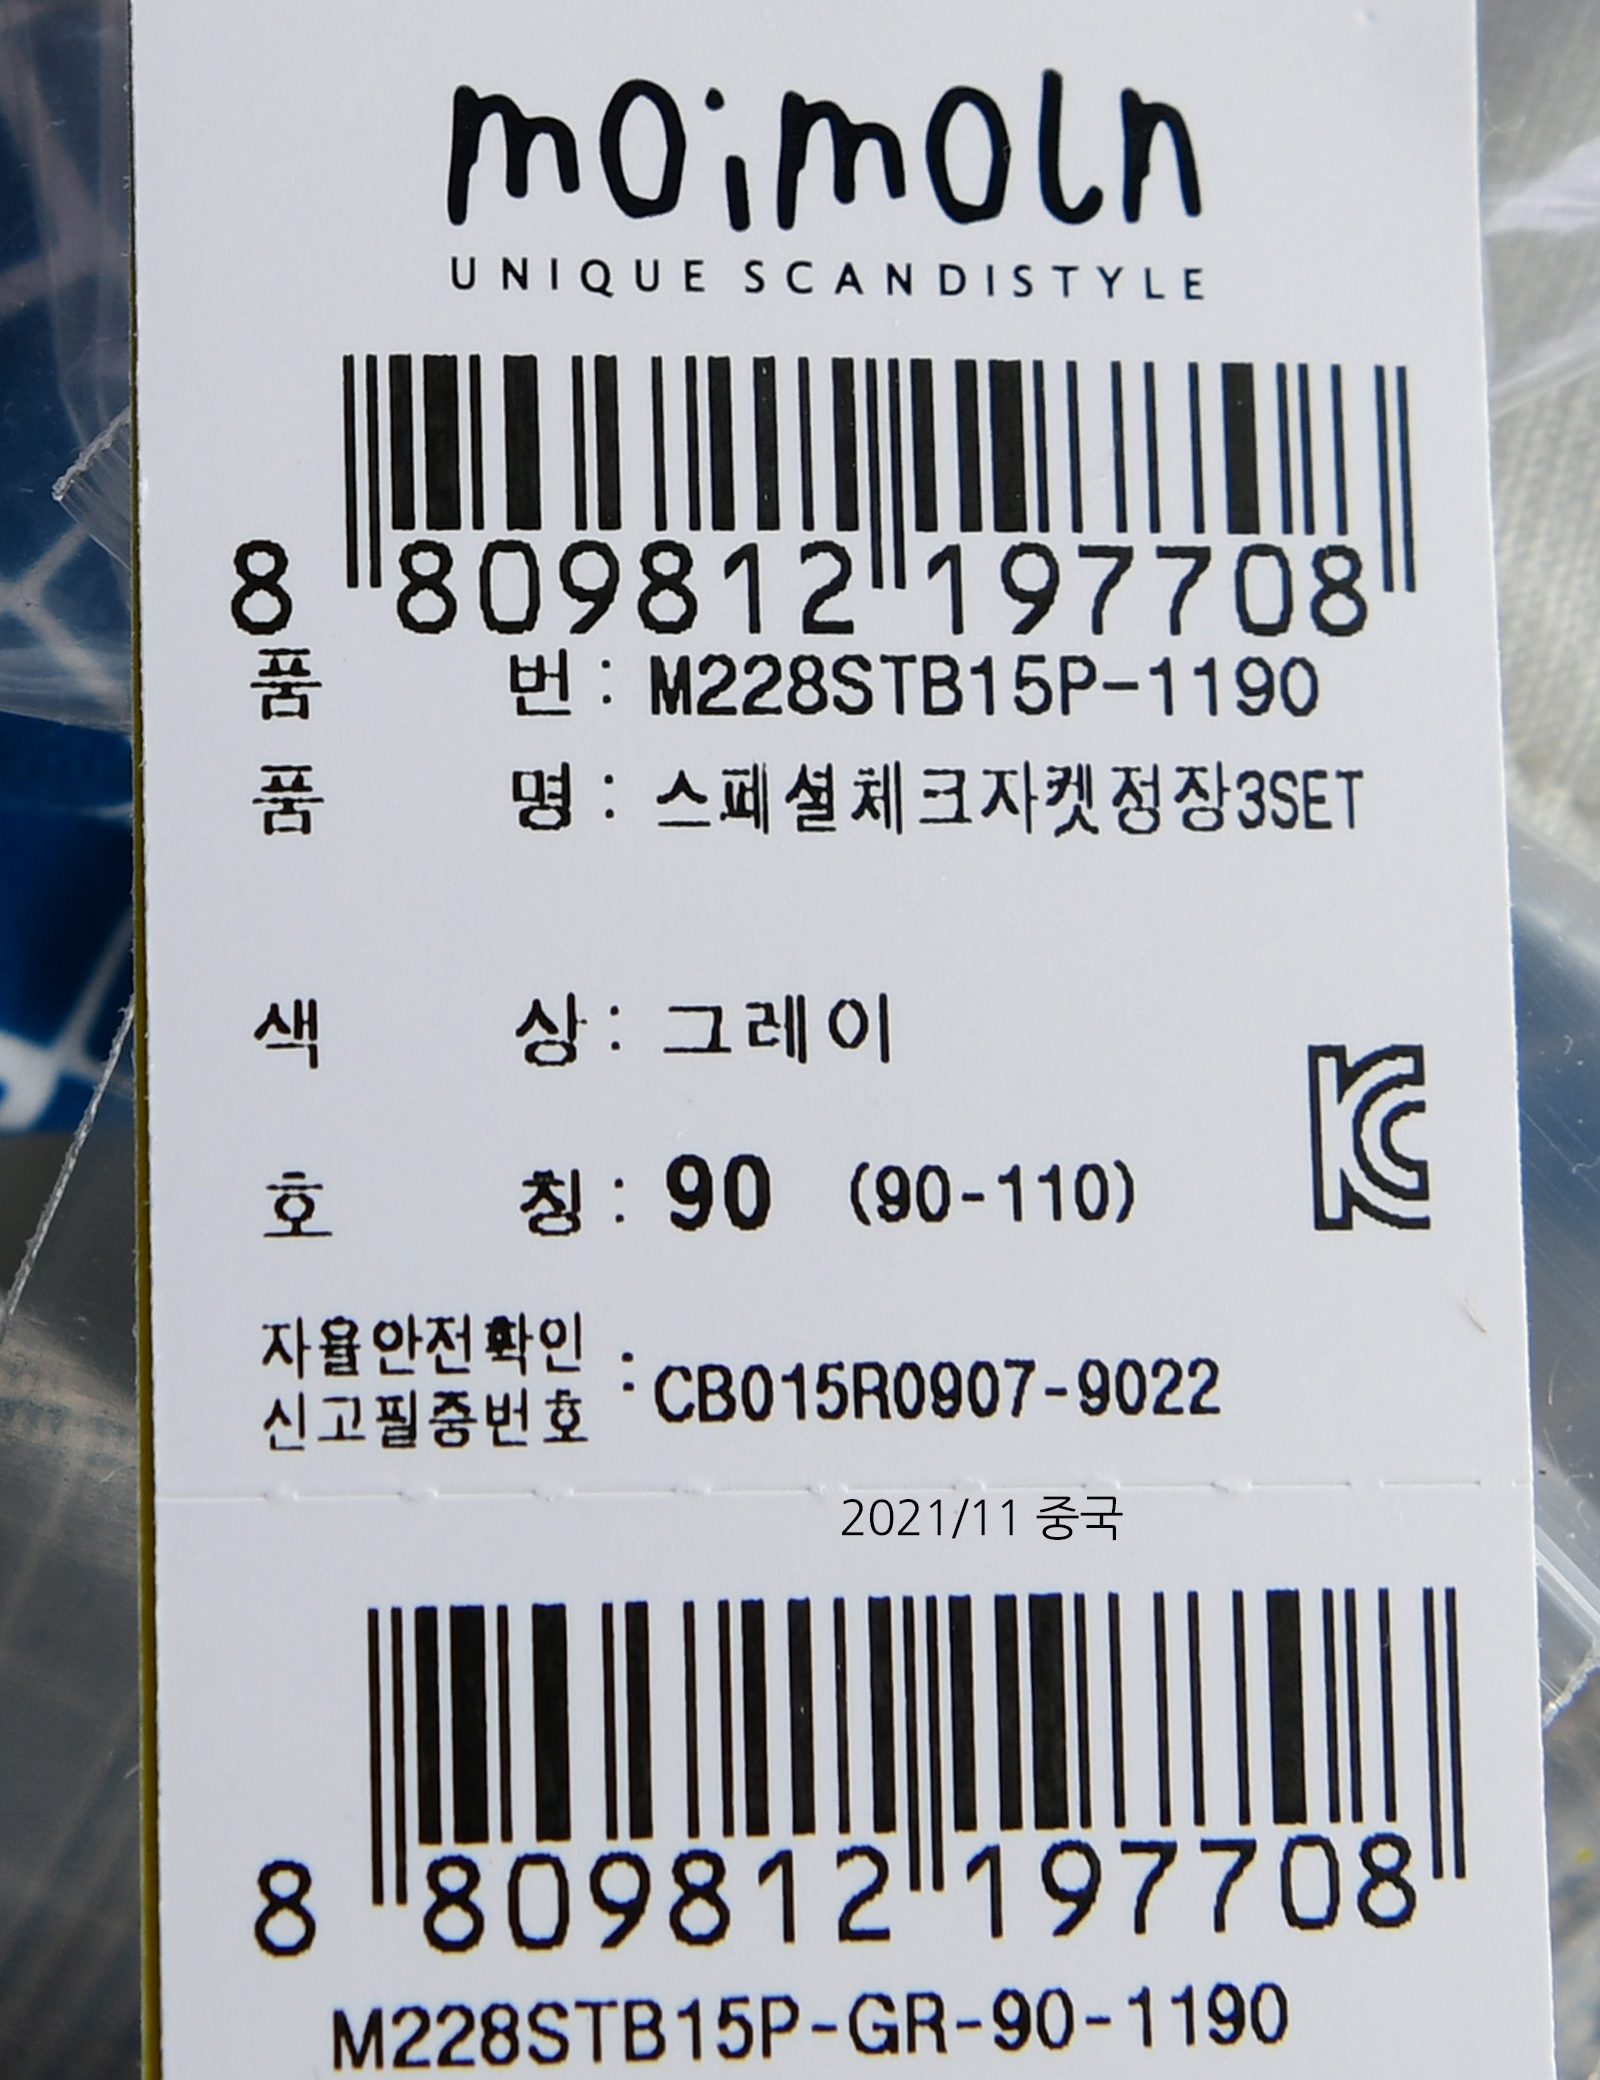 moimoln
UNIQUE SCANDISTYLE
8 809812 197708
품 번 : M228STB15P-1190
품 명 : 스페셜체크자켓정장3SET
색 상 : 그레이
호 칭 : 90 (90-110)
자율안전확인
신고필증번호 : CB015R0907-9022
2021/11 중국
8 809812 197708
M228STB15P-GR-90-1190